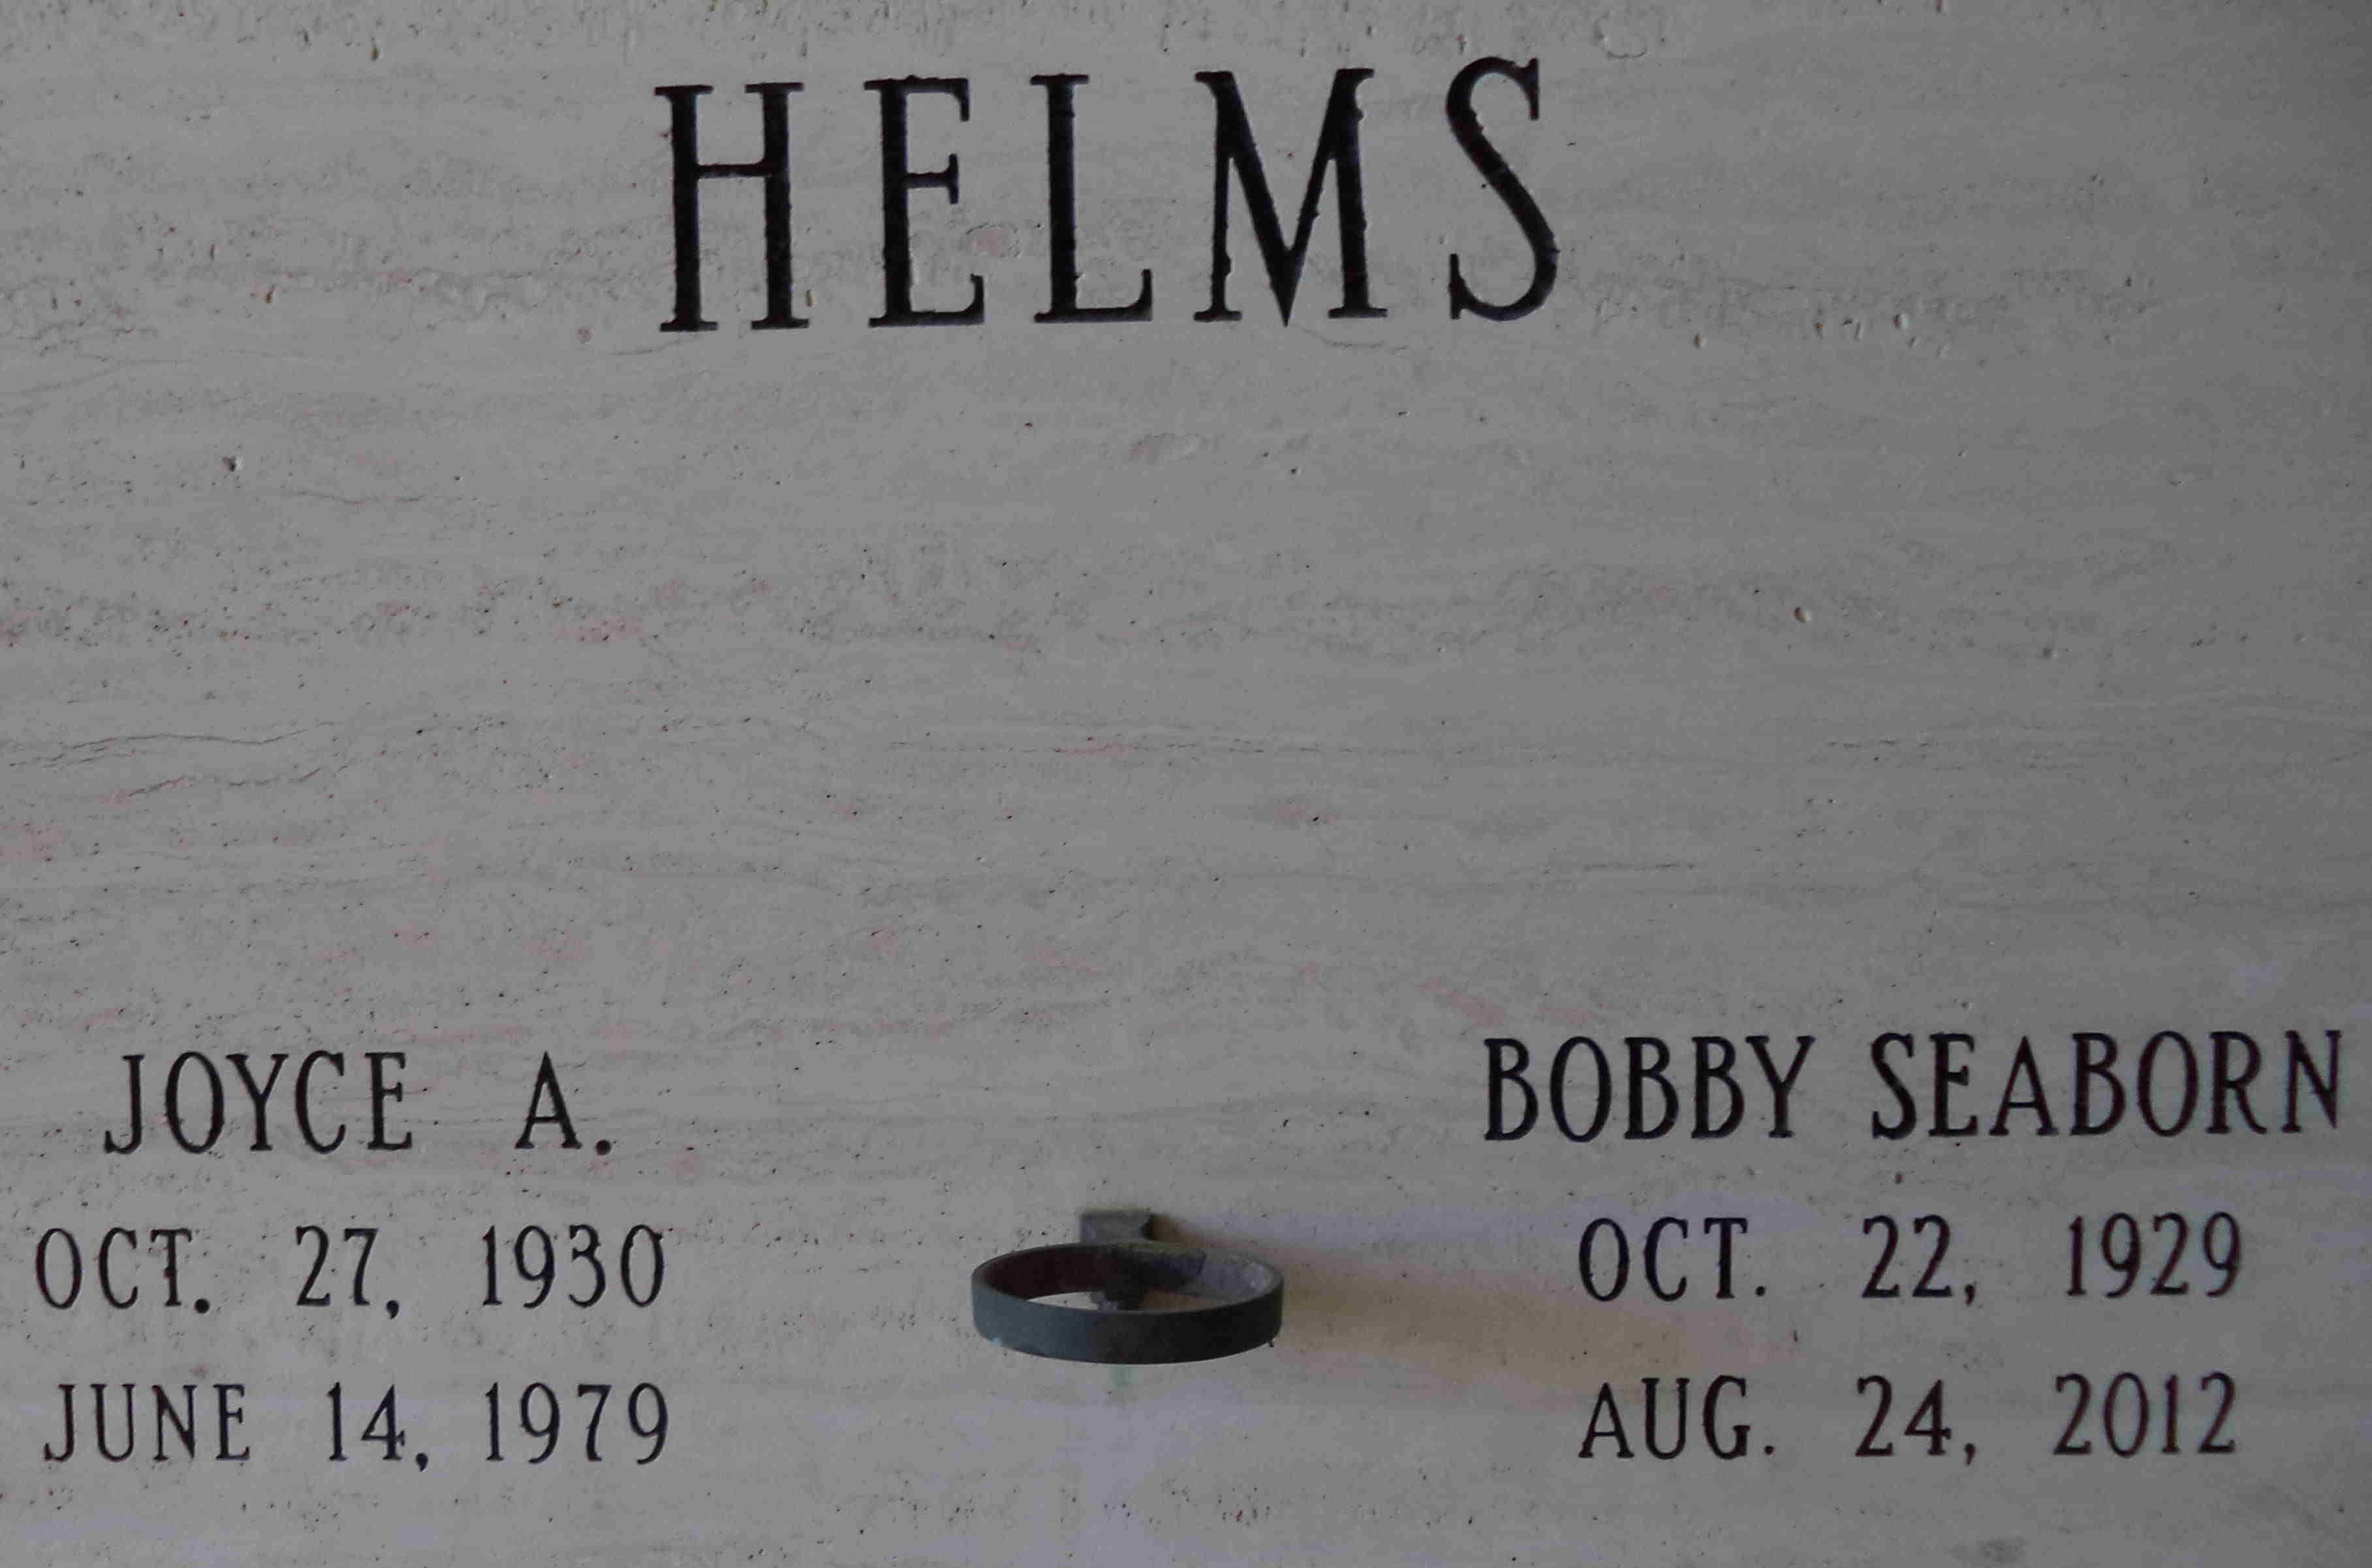 HELMS
JOYCE A.
OCT. 27, 1930
JUNE 14, 1979
BOBBY SEABORN
OCT. 22, 1929
AUG. 24, 2012